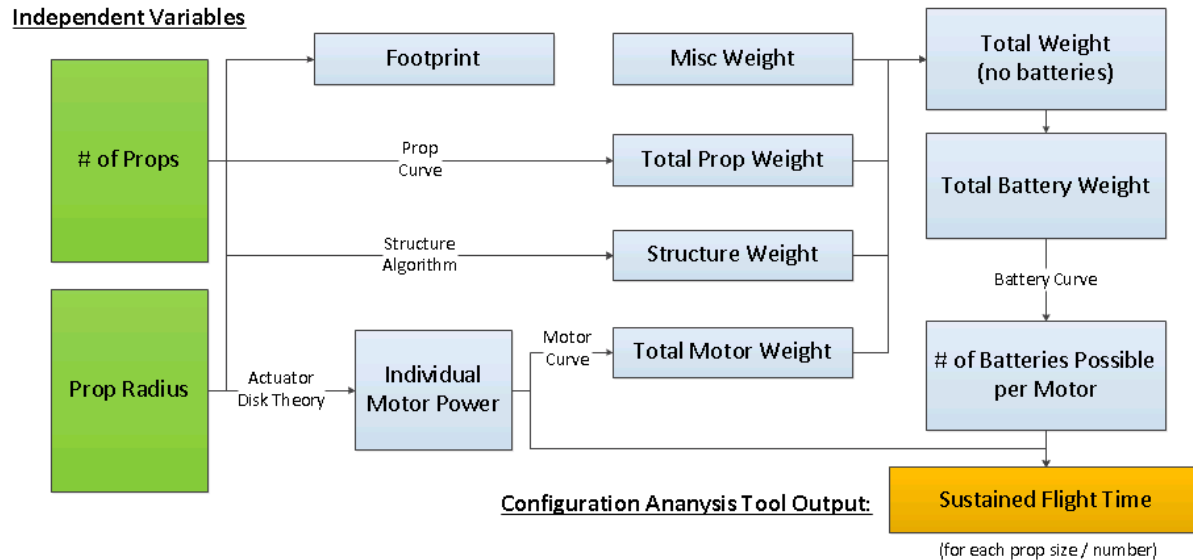 Independent Variables
Footprint
Misc Weight
Total Weight
(no batteries)
# of Props
Prop
Curve
Total Prop Weight
Total Battery Weight
Structure
Algorithm
Structure Weight
Battery Curve
Prop Radius
Actuator
Disk Theory
Individual
Motor Power
Motor
Curve
Total Motor Weight
# of Batteries Possible
per Motor
Configuration Ananysis Tool Output:
Sustained Flight Time
(for each prop size / number)